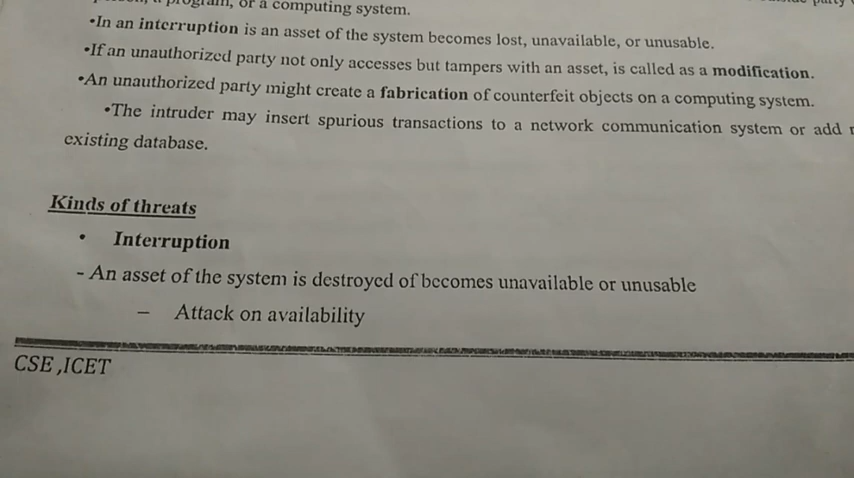 program, or a computing system.
•In an interruption is an asset of the system becomes lost, unavailable, or unusable.
•If an unauthorized party not only accesses but tampers with an asset, is called as a modification.
•An unauthorized party might create a fabrication of counterfeit objects on a computing system.
•The intruder may insert spurious transactions to a network communication system or add
existing database.
Kinds of threats
• Interruption
- An asset of the system is destroyed of becomes unavailable or unusable
– Attack on availability
CSE ,ICET